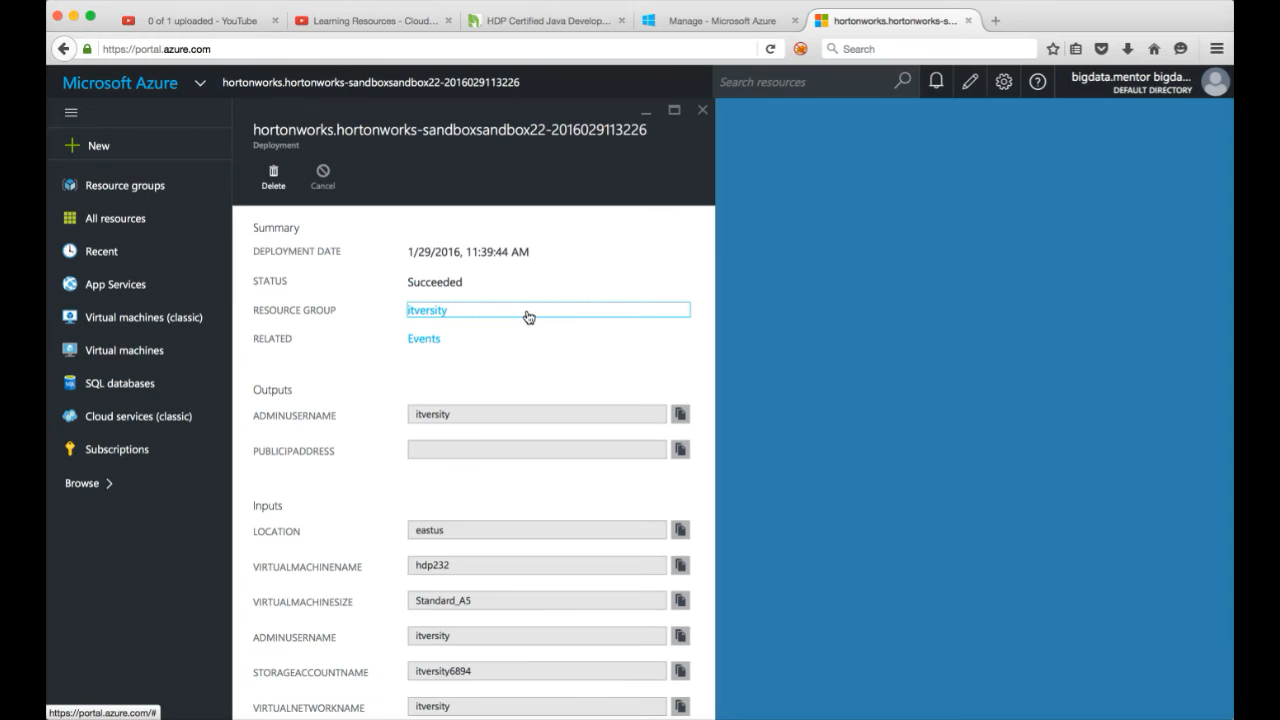 0 of 1 uploaded - YouTube
Learning Resources - Cloud...
HDP Certified Java Develop...
Manage - Microsoft Azure
hortonworks.hortonworks-s...
https://portal.azure.com
Search
Microsoft Azure
hortonworks.hortonworks-sandboxsandbox22-2016029113226
Search resources
bigdata.mentor bigda...
DEFAULT DIRECTORY
New
Resource groups
All resources
Recent
App Services
Virtual machines (classic)
Virtual machines
SQL databases
Cloud services (classic)
Subscriptions
Browse
hortonworks.hortonworks-sandboxsandbox22-2016029113226
Deployment
Delete
Cancel
Summary
DEPLOYMENT DATE 1/29/2016, 11:39:44 AM
STATUS Succeeded
RESOURCE GROUP itversity
RELATED Events
Outputs
ADMINUSERNAME itversity
PUBLICIPADDRESS
Inputs
LOCATION eastus
VIRTUALMACHINENAME hdp232
VIRTUALMACHINESIZE Standard_A5
ADMINUSERNAME itversity
STORAGEACCOUNTNAME itversity6894
VIRTUALNETWORKNAME itversity
https://portal.azure.com/#